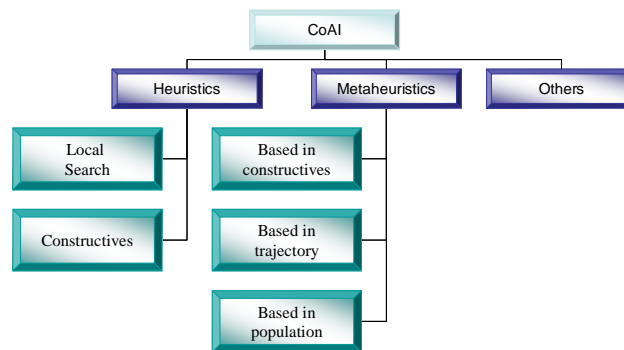 CoAI
Heuristics
Metaheuristics
Others
Local
Search
Based in
constructives
Constructives
Based in
trajectory
Based in
population